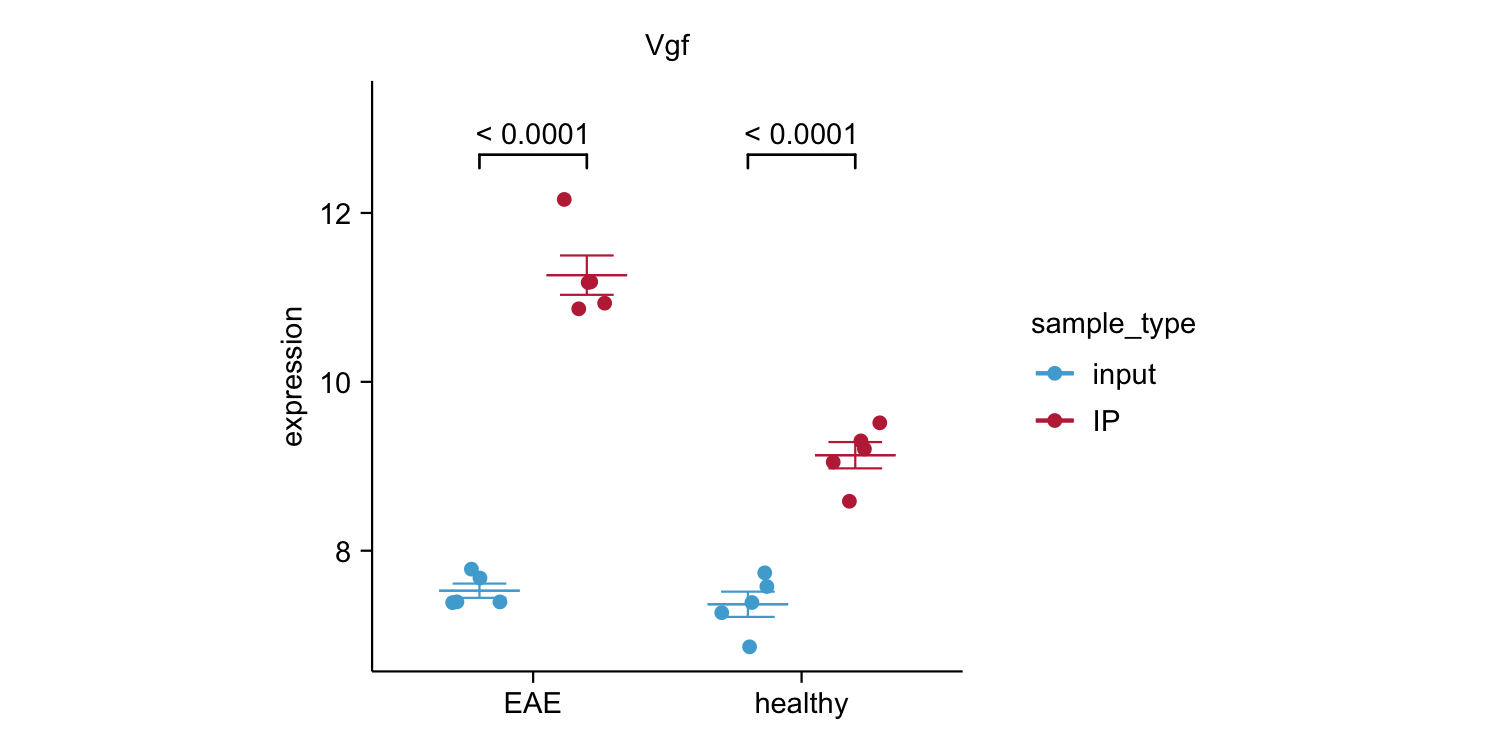 Vgf
< 0.0001
< 0.0001
12
10
8
expression
EAE
healthy
sample_type
input
IP